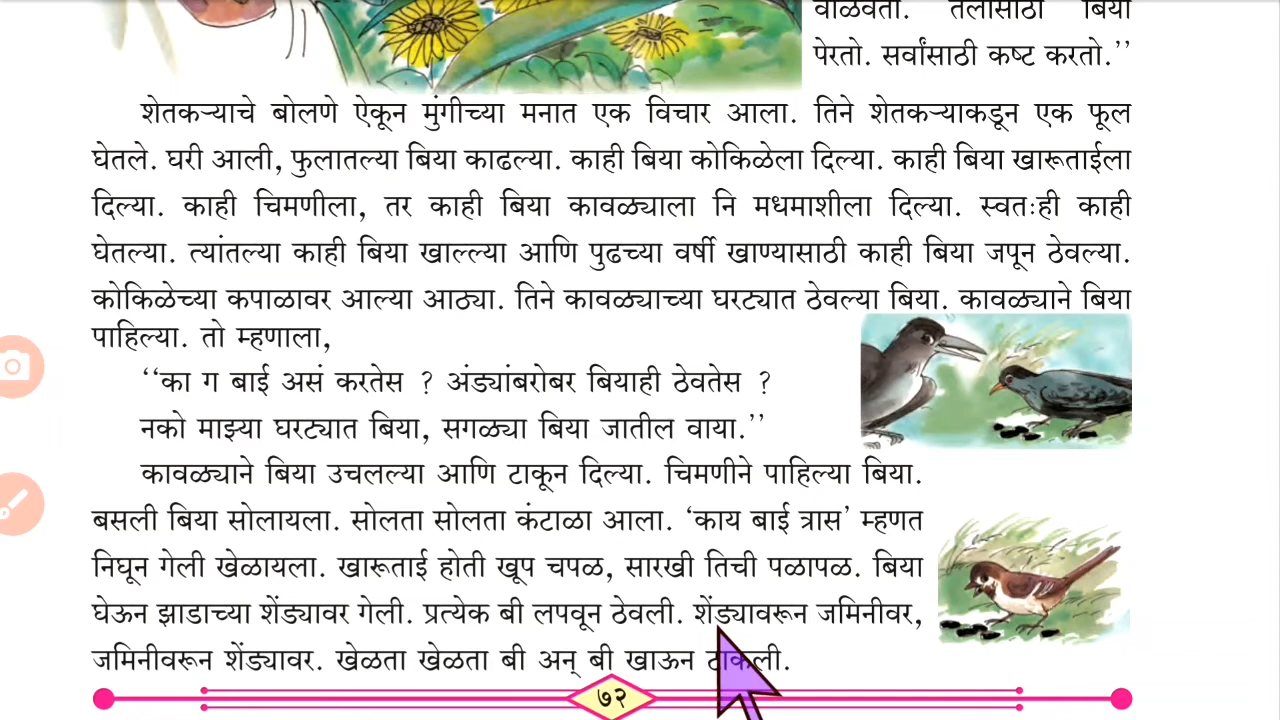 वाळवतो. तेलासाठी बिया
पेरतो. सर्वांसाठी कष्ट करतो.’’
शेतकऱ्याचे बोलणे ऐकून मुंगीच्या मनात एक विचार आला. तिने शेतकऱ्याकडून एक फूल
घेतले. घरी आली, फुलातल्या बिया काढल्या. काही बिया कोकिळेला दिल्या. काही बिया खारूताईला
दिल्या. काही चिमणीला, तर काही बिया कावळ्याला नि मधमाशीला दिल्या. स्वतःही काही
घेतल्या. त्यांतल्या काही बिया खाल्ल्या आणि पुढच्या वर्षी खाण्यासाठी काही बिया जपून ठेवल्या.
कोकिळेच्या कपाळावर आल्या आठ्या. तिने कावळ्याच्या घरट्यात ठेवल्या बिया. कावळ्याने बिया
पाहिल्या. तो म्हणाला,
‘‘का ग बाई असं करतेस ? अंड्यांबरोबर बियाही ठेवतेस ?
नको माझ्या घरट्यात बिया, सगळ्या बिया जातील वाया.’’
कावळ्याने बिया उचलल्या आणि टाकून दिल्या. चिमणीने पाहिल्या बिया.
बसली बिया सोलायला. सोलता सोलता कंटाळा आला. ‘काय बाई त्रास’ म्हणत
निघून गेली खेळायला. खारूताई होती खूप चपळ, सारखी तिची पळापळ. बिया
घेऊन झाडाच्या शेंड्यावर गेली. प्रत्येक बी लपवून ठेवली. शेंड्यावरून जमिनीवर,
जमिनीवरून शेंड्यावर. खेळता खेळता बी अन् बी खाऊन टाकली.
७२